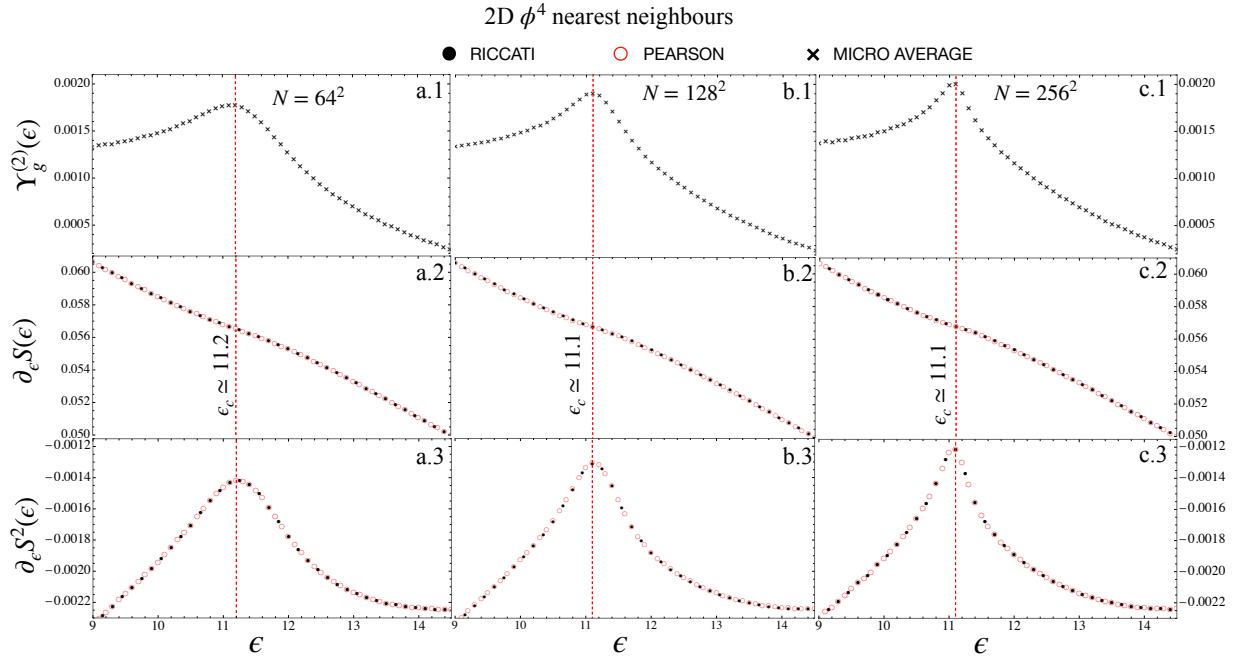 2D ϕ⁴ nearest neighbours
● RICCATI ○ PEARSON × MICRO AVERAGE
N = 64² a.1
N = 128² b.1
N = 256² c.1
Υ_g^(2)(ϵ)
0.0020
0.0015
0.0010
0.0005
0.0020
0.0015
0.0010
0.0005
a.2
b.2
c.2
∂_ϵS(ϵ)
0.060
0.058
0.056
0.054
0.052
0.050
ϵ_c ≃ 11.2
ϵ_c ≃ 11.1
ϵ_c ≃ 11.1
0.060
0.058
0.056
0.054
0.052
0.050
a.3
b.3
c.3
∂_ϵS²(ϵ)
−0.0012
−0.0014
−0.0016
−0.0018
−0.0020
−0.0022
−0.0012
−0.0014
−0.0016
−0.0018
−0.0020
−0.0022
9 10 11 12 13 14
9 10 11 12 13 14
9 10 11 12 13 14
ϵ ϵ ϵ